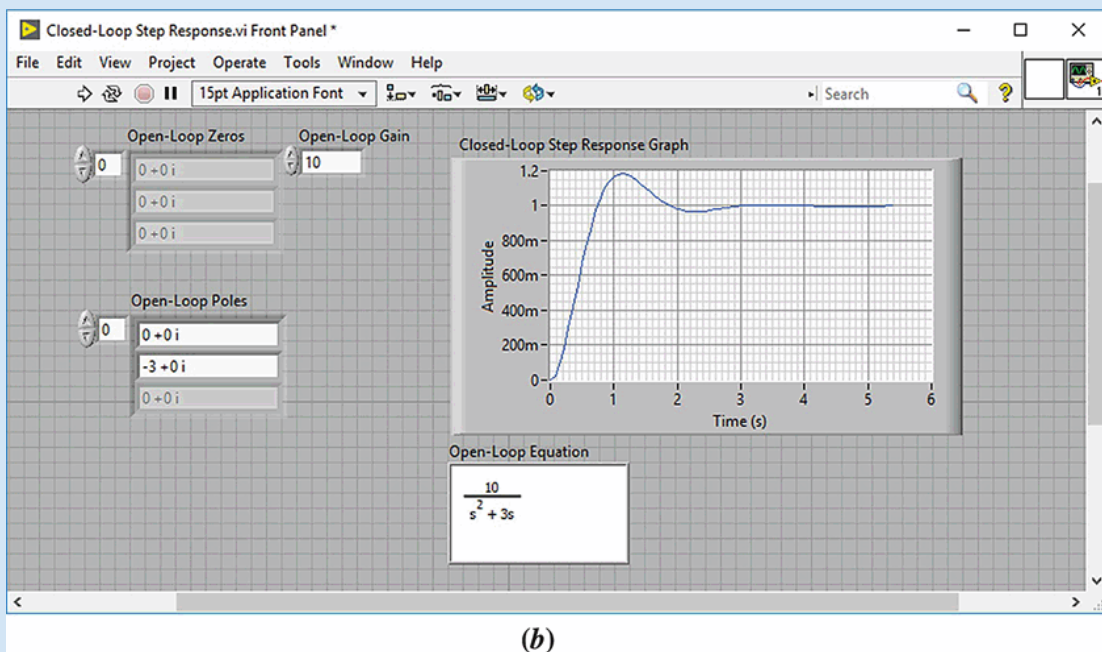 Closed-Loop Step Response.vi Front Panel *
File Edit View Project Operate Tools Window Help
15pt Application Font
Search
1
Open-Loop Zeros
0
0 +0 i
0 +0 i
0 +0 i
Open-Loop Gain
10
Open-Loop Poles
0
0 +0 i
-3 +0 i
0 +0 i
Closed-Loop Step Response Graph
Amplitude
1.2
1
800m
600m
400m
200m
0
0 1 2 3 4 5 6
Time (s)
Open-Loop Equation
10
s² + 3s
(b)